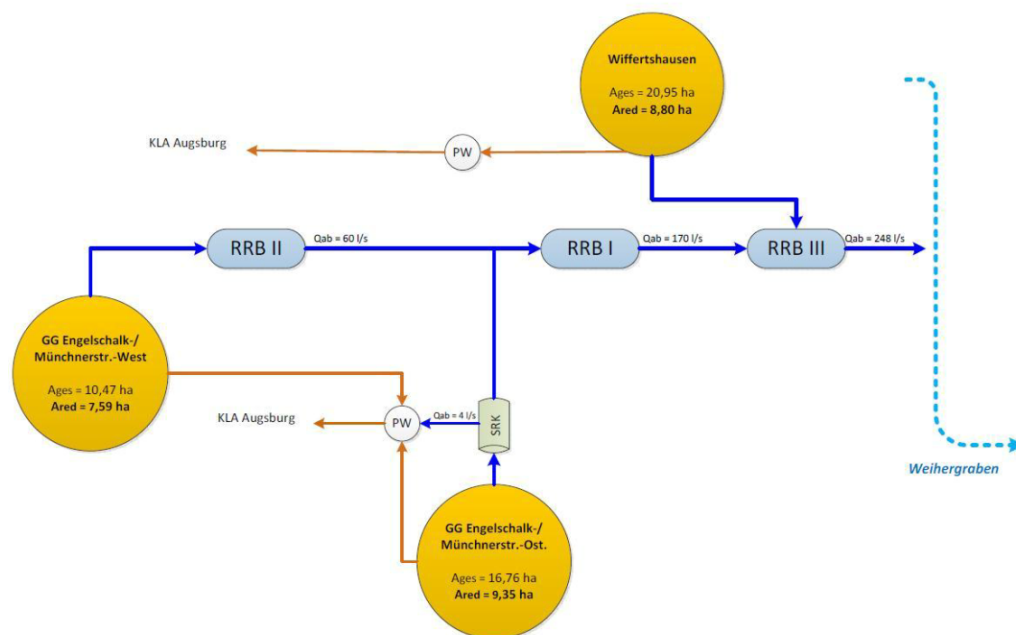 Wiffertshausen
Ages = 20,95 ha
Ared = 8,80 ha
KLA Augsburg
PW
RRB II
Qab = 60 l/s
RRB I
Qab = 170 l/s
RRB III
Qab = 248 l/s
GG Engelschalk-/
Münchnerstr.-West
Ages = 10,47 ha
Ared = 7,59 ha
KLA Augsburg
PW
Qab = 4 l/s
SRK
Weihergraben
GG Engelschalk-/
Münchnerstr.-Ost.
Ages = 16,76 ha
Ared = 9,35 ha